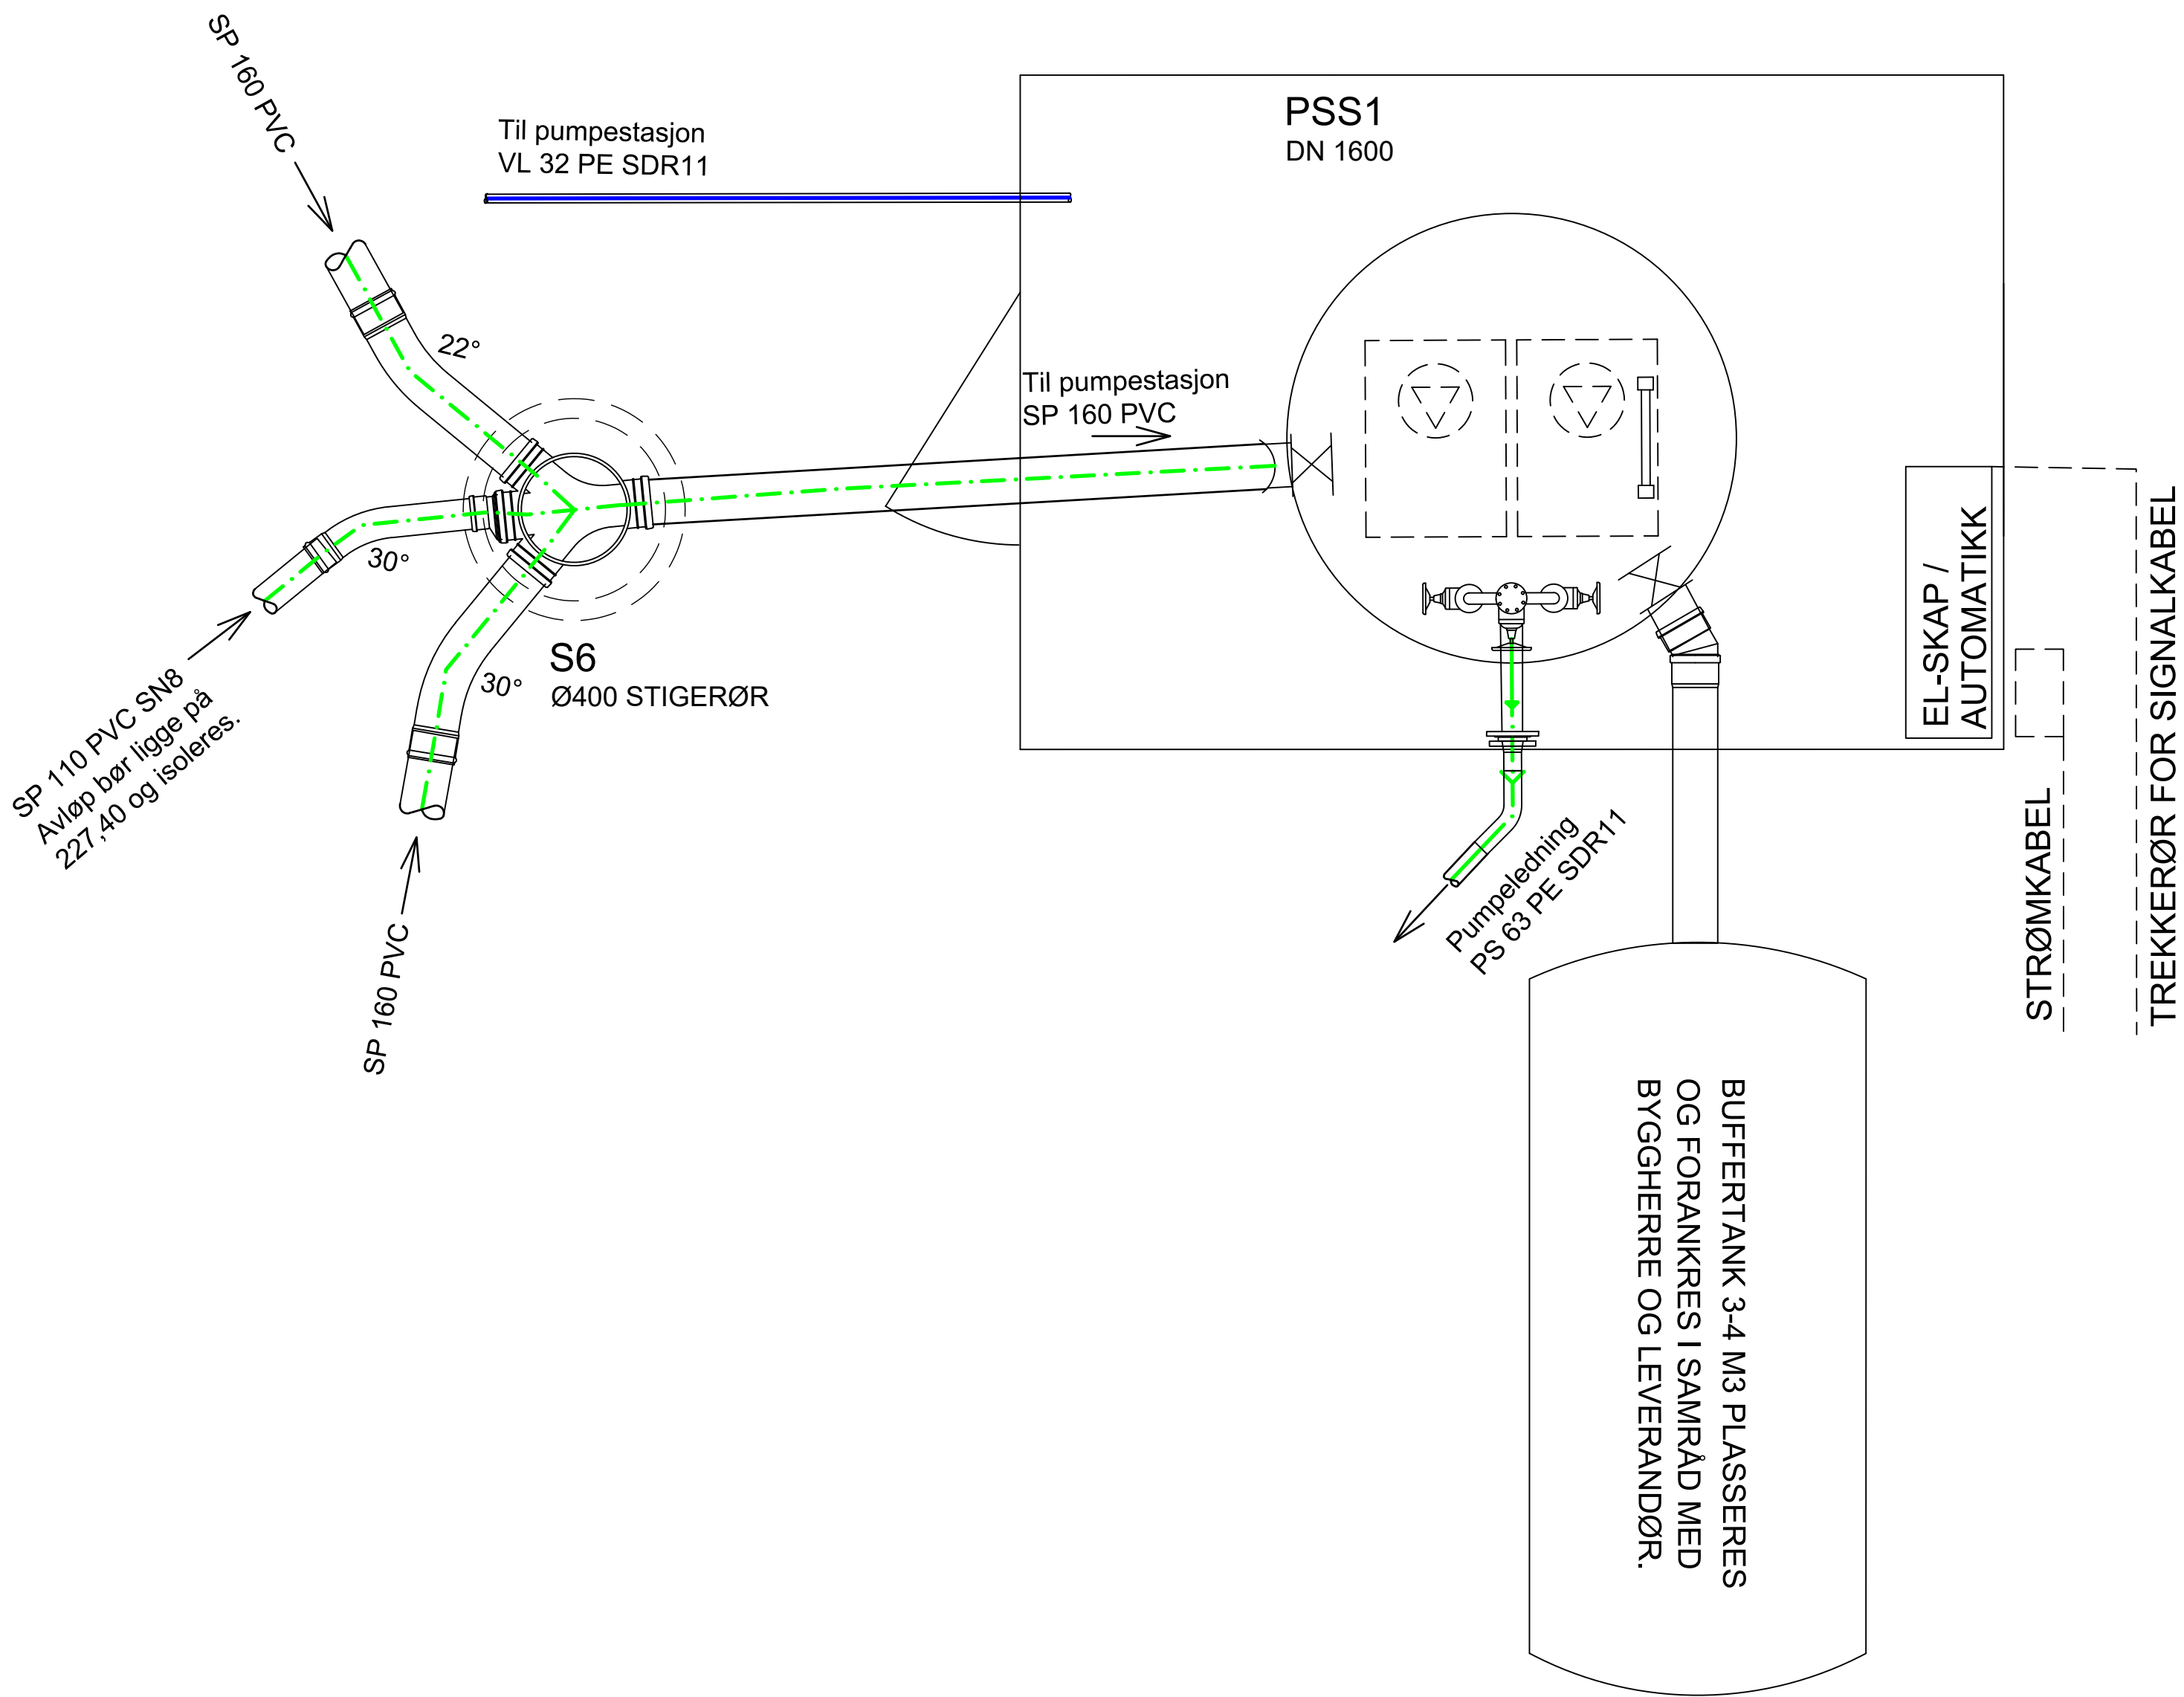 SP 160 PVC
Til pumpestasjon
VL 32 PE SDR11
PSS1
DN 1600
22°
Til pumpestasjon
SP 160 PVC
30°
SP 110 PVC SN8
Avløp bør ligge på
227,40 og isoleres.
S6
Ø400 STIGERØR
30°
SP 160 PVC
Pumpeledning
PS 63 PE SDR11
EL-SKAP /
AUTOMATIKK
STRØMKABEL
TREKKERØR FOR SIGNALKABEL
BUFFERTANK 3-4 M3 PLASSERES
OG FORANKRES I SAMRÅD MED
BYGGHERRE OG LEVERANDØR.